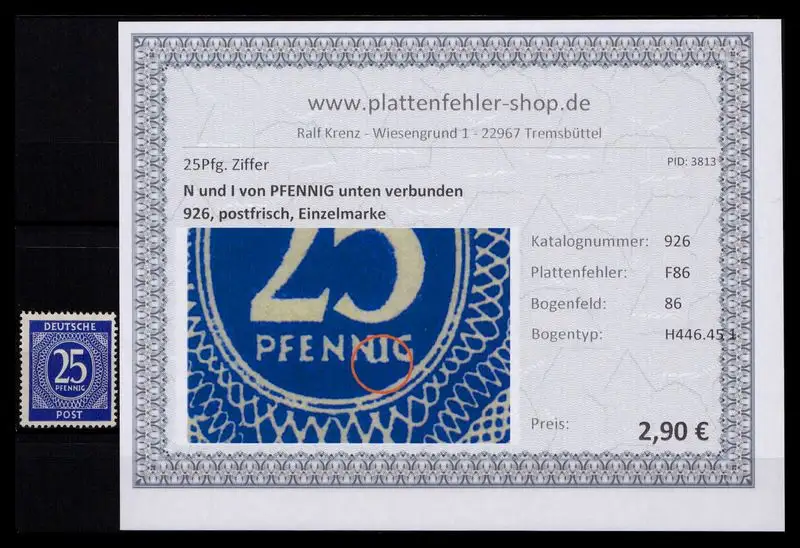 www.plattenfehler-shop.de
Ralf Krenz - Wiesengrund 1 - 22967 Tremsbüttel
25Pfg. Ziffer
PID: 3813
N und I von PFENNIG unten verbunden
926, postfrisch, Einzelmarke
25
PFENNIG
Katalognummer: 926
Plattenfehler: F86
Bogenfeld: 86
Bogentyp: H446.45 1
Preis: 2,90 €
DEUTSCHE
25
PFENNIG
POST